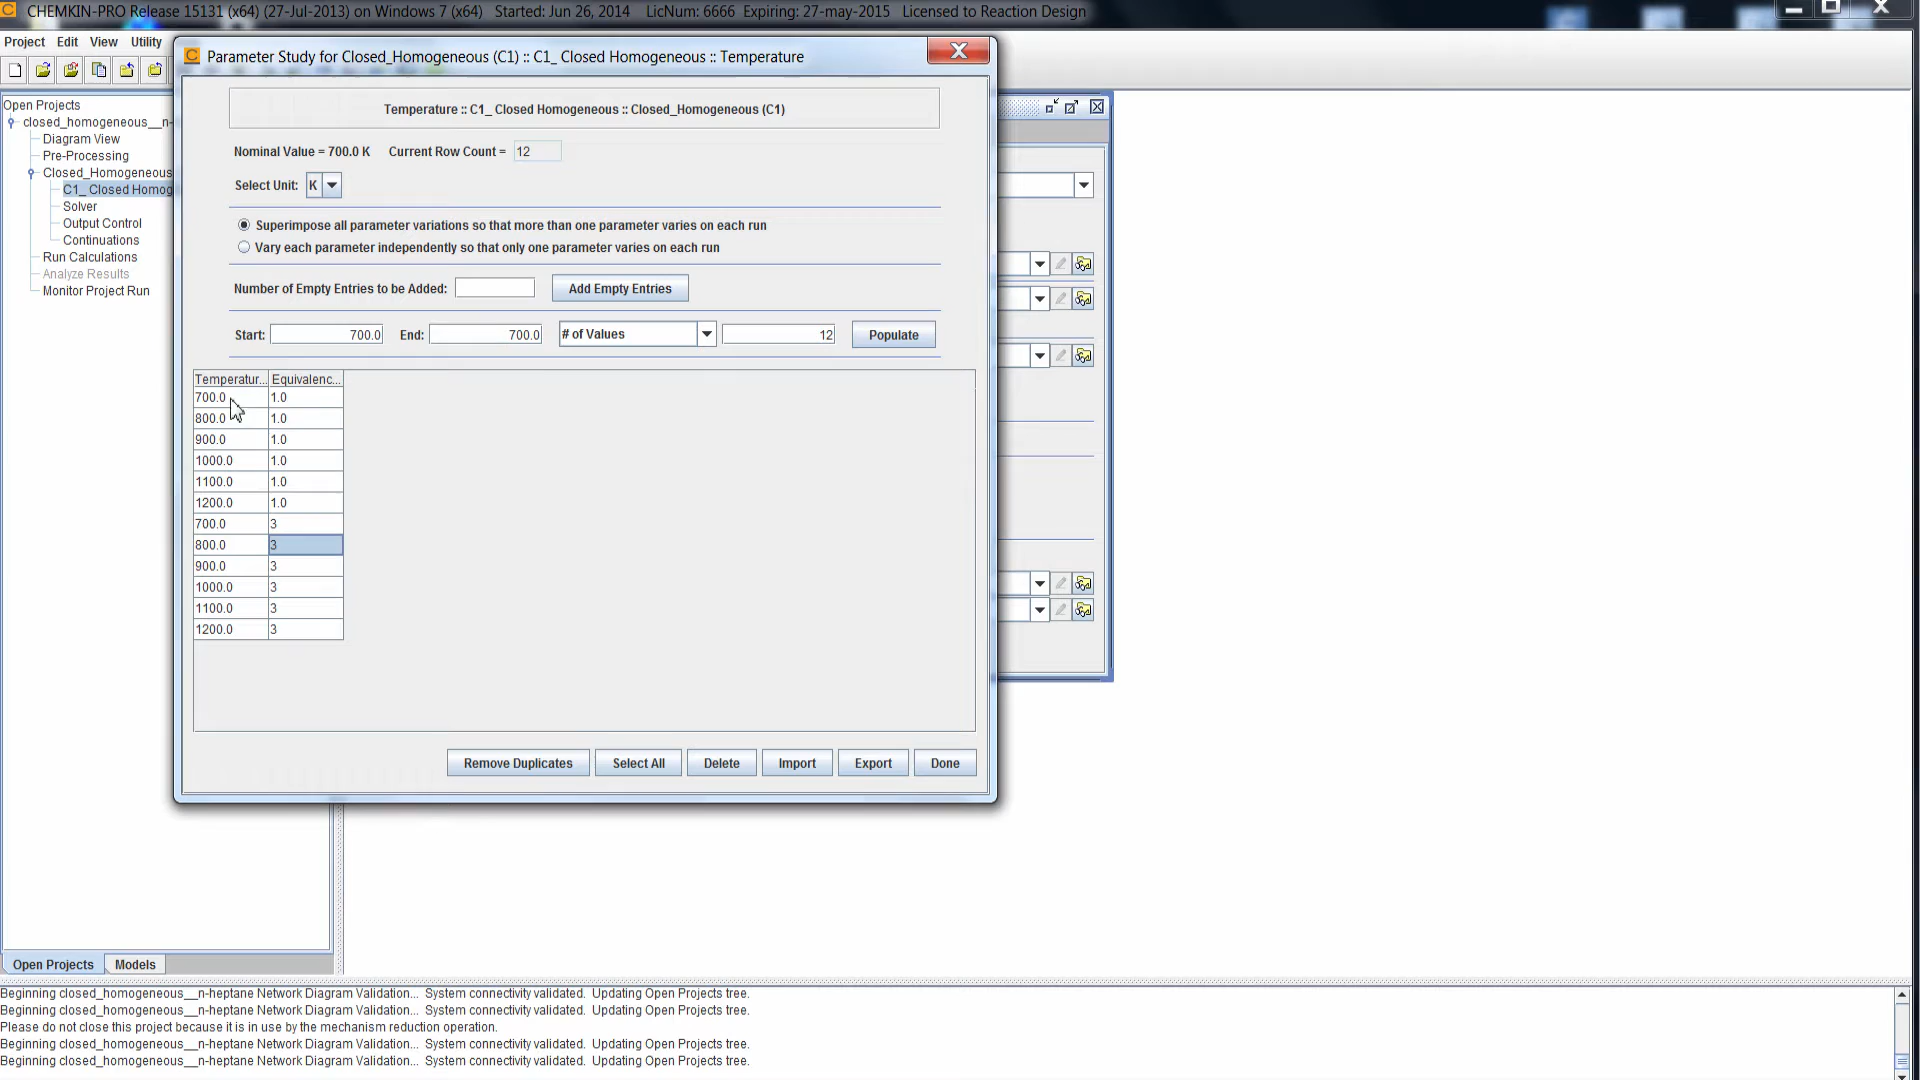 CHEMKIN-PRO Release 15131 (x64) (27-Jul-2013) on Windows 7 (x64) Started: Jun 26, 2014 LicNum: 6666 Expiring: 27-may-2015 Licensed to Reaction Design
Project Edit View Utility
Parameter Study for Closed_Homogeneous (C1) :: C1_ Closed Homogeneous :: Temperature
Temperature :: C1_ Closed Homogeneous :: Closed_Homogeneous (C1)
Nominal Value = 700.0 K Current Row Count = 12
Select Unit: K
Superimpose all parameter variations so that more than one parameter varies on each run
Vary each parameter independently so that only one parameter varies on each run
Number of Empty Entries to be Added: Add Empty Entries
Start: 700.0 End: 700.0 # of Values 12 Populate
Temperatur... Equivalenc...
700.0 1.0
800.0 1.0
900.0 1.0
1000.0 1.0
1100.0 1.0
1200.0 1.0
700.0 3
800.0 3
900.0 3
1000.0 3
1100.0 3
1200.0 3
Remove Duplicates Select All Delete Import Export Done
Open Projects
closed_homogeneous__n-
Diagram View
Pre-Processing
Closed_Homogeneous
C1_ Closed Homog
Solver
Output Control
Continuations
Run Calculations
Analyze Results
Monitor Project Run
Open Projects Models
Beginning closed_homogeneous__n-heptane Network Diagram Validation... System connectivity validated. Updating Open Projects tree.
Beginning closed_homogeneous__n-heptane Network Diagram Validation... System connectivity validated. Updating Open Projects tree.
Please do not close this project because it is in use by the mechanism reduction operation.
Beginning closed_homogeneous__n-heptane Network Diagram Validation... System connectivity validated. Updating Open Projects tree.
Beginning closed_homogeneous__n-heptane Network Diagram Validation... System connectivity validated. Updating Open Projects tree.